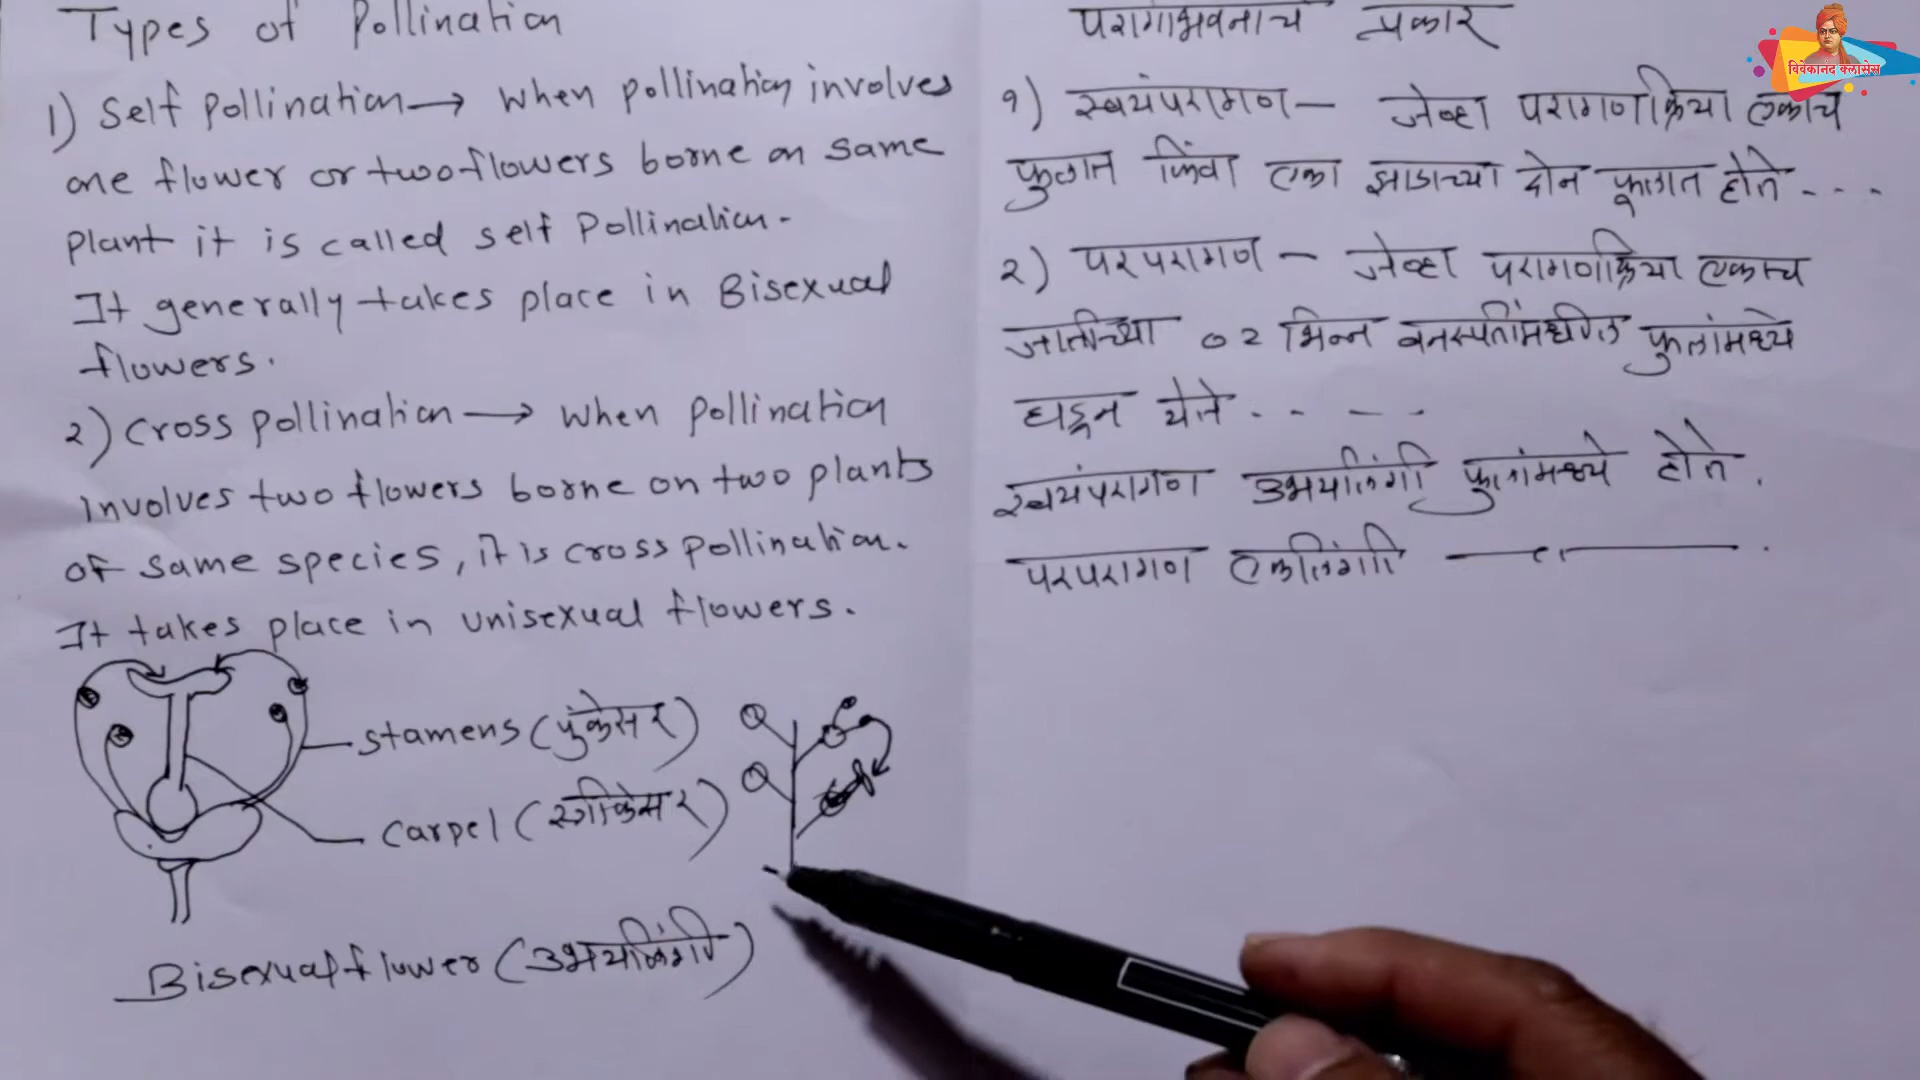 Types of Pollination
1) Self pollination → When pollination involves
one flower or two flowers borne on same
plant it is called self Pollination.
It generally takes place in Bisexual
flowers.
2) Cross pollination → When pollination
involves two flowers borne on two plants
of same species, it is cross pollination.
It takes place in unisexual flowers.
stamens (पुंकेसर)
carpel (स्त्रीकेसर)
Bisexual flower (उभयलिंगी)
परागीभवनाचे प्रकार
१) स्वयंपरागण – जेव्हा परागणक्रिया एकाच
फुलात किंवा एका झाडाच्या दोन फूलात होते - - -
२) परपरागण – जेव्हा परागणक्रिया एकाच
जातीच्या ०२ भिन्न वनस्पतींमधील फुलांमध्ये
घडून येते - - - -
स्वयंपरागण उभयलिंगी फुलांमध्ये होते.
परपरागण एकलिंगी —〃—.
विवेकानंद क्लासेस